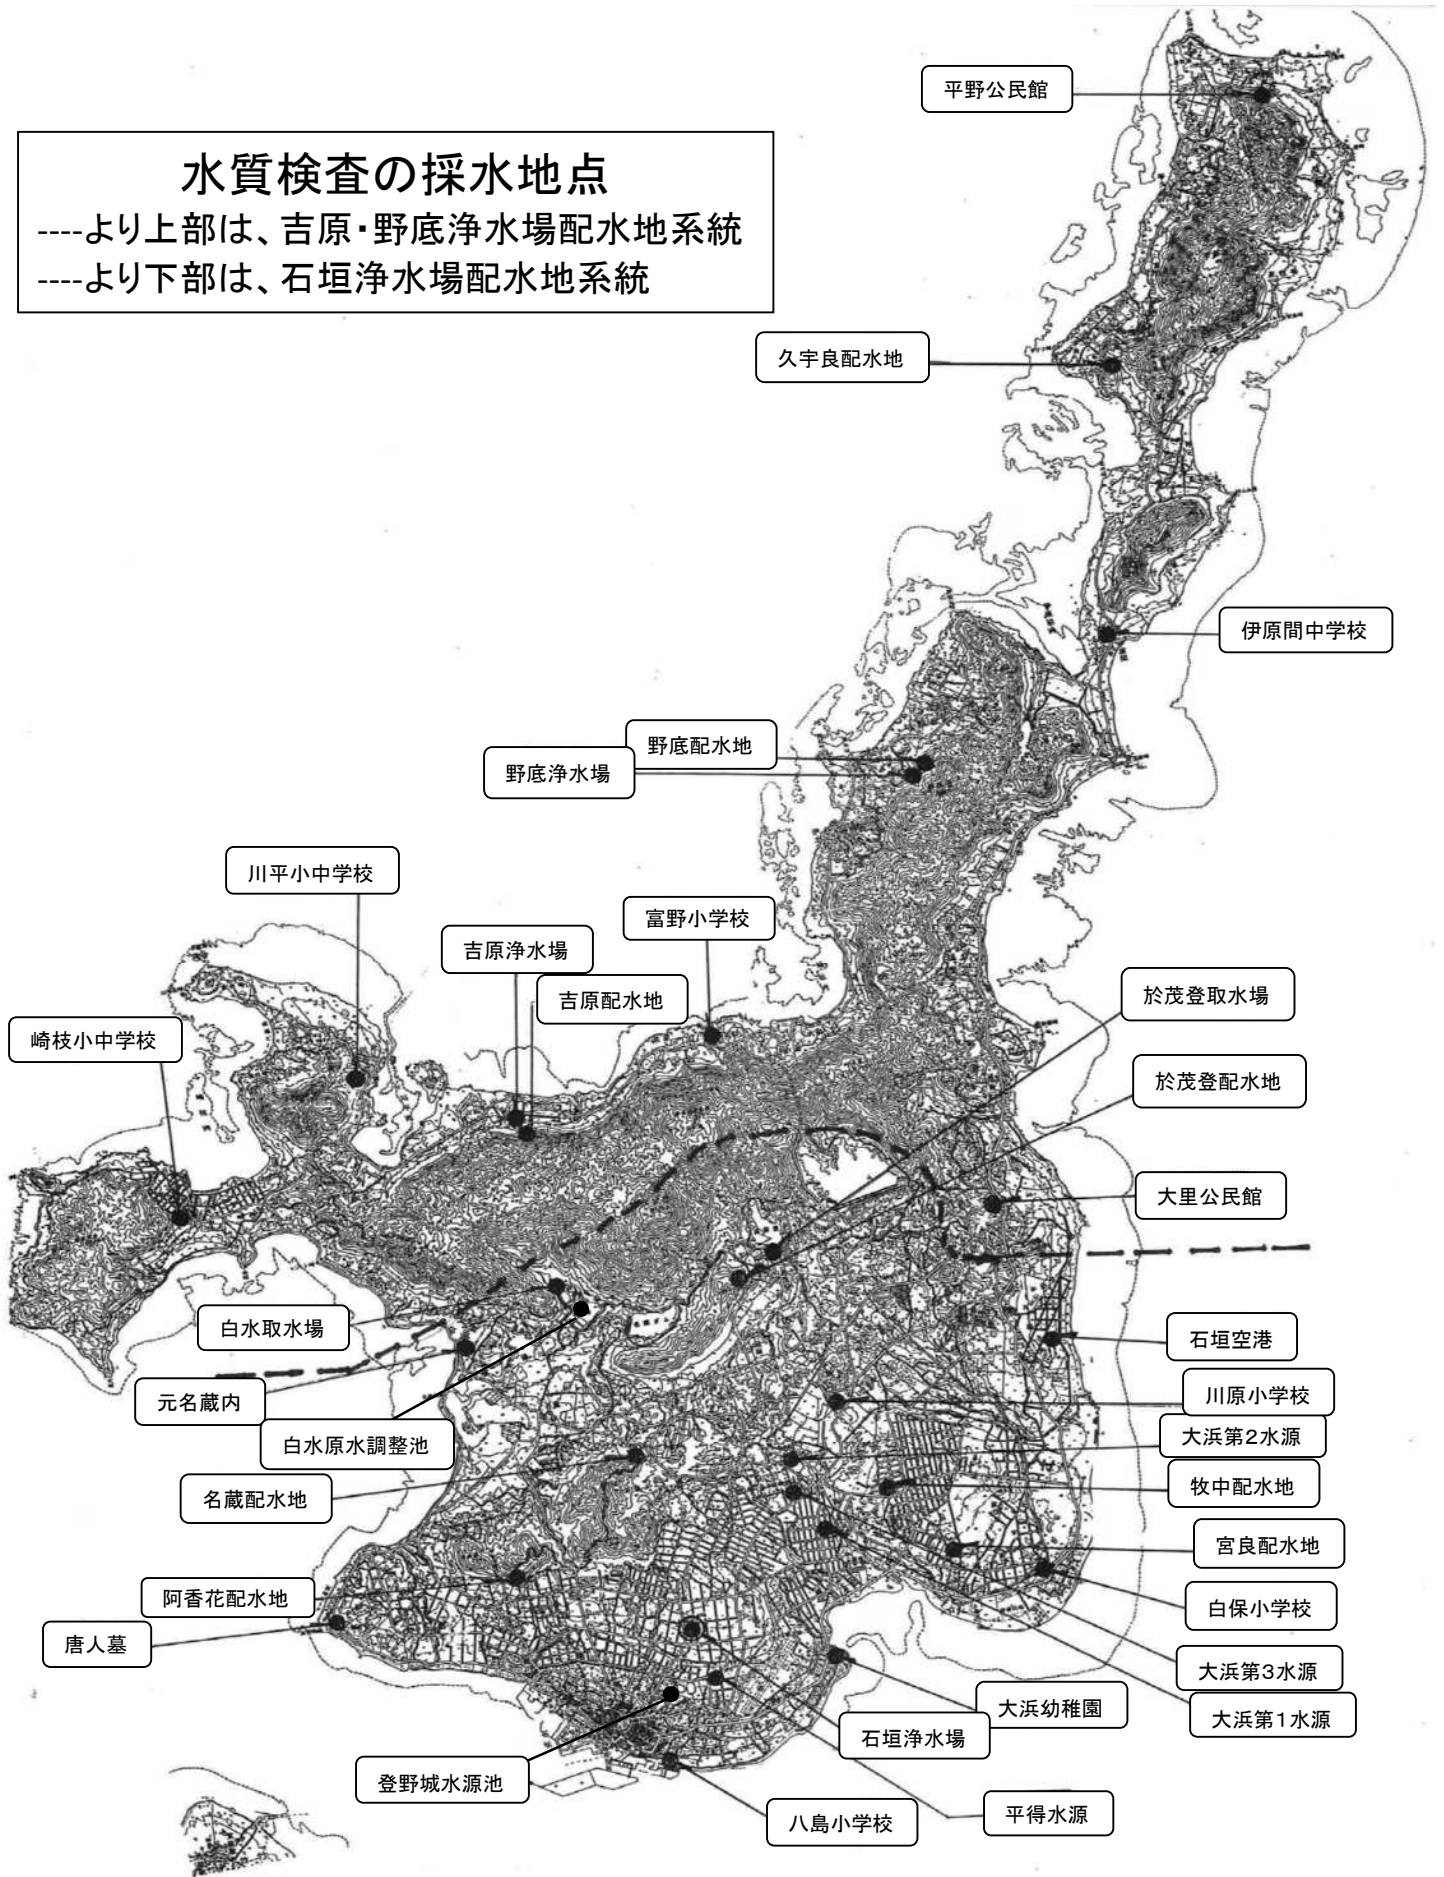 平野公民館
水質検査の採水地点
----より上部は、吉原・野底浄水場配水地系統
----より下部は、石垣浄水場配水地系統
久宇良配水地
伊原間中学校
野底配水地
野底浄水場
川平小中学校
富野小学校
吉原浄水場
吉原配水地
於茂登取水場
崎枝小中学校
於茂登配水地
大里公民館
白水取水場
石垣空港
元名蔵内
川原小学校
白水原水調整池
大浜第2水源
名蔵配水地
牧中配水地
宮良配水地
阿香花配水地
白保小学校
唐人墓
大浜第3水源
大浜幼稚園
大浜第1水源
石垣浄水場
登野城水源池
平得水源
八島小学校